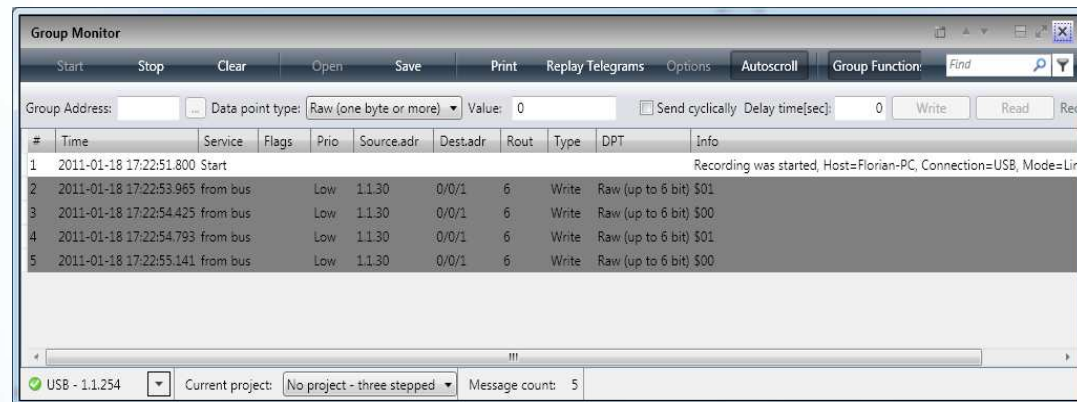 Group Monitor
Start Stop Clear Open Save Print Replay Telegrams Options Autoscroll Group Function Find
Group Address: ... Data point type: Raw (one byte or more) Value: 0 Send cyclically Delay time[sec]: 0 Write Read Rec
# Time Service Flags Prio Source.adr Dest.adr Rout Type DPT Info
1 2011-01-18 17:22:51.800 Start Recording was started, Host=Florian-PC, Connection=USB, Mode=Lin
2 2011-01-18 17:22:53.965 from bus Low 1.1.30 0/0/1 6 Write Raw (up to 6 bit) $01
3 2011-01-18 17:22:54.425 from bus Low 1.1.30 0/0/1 6 Write Raw (up to 6 bit) $00
4 2011-01-18 17:22:54.793 from bus Low 1.1.30 0/0/1 6 Write Raw (up to 6 bit) $01
5 2011-01-18 17:22:55.141 from bus Low 1.1.30 0/0/1 6 Write Raw (up to 6 bit) $00
USB - 1.1.254 Current project: No project - three stepped Message count: 5